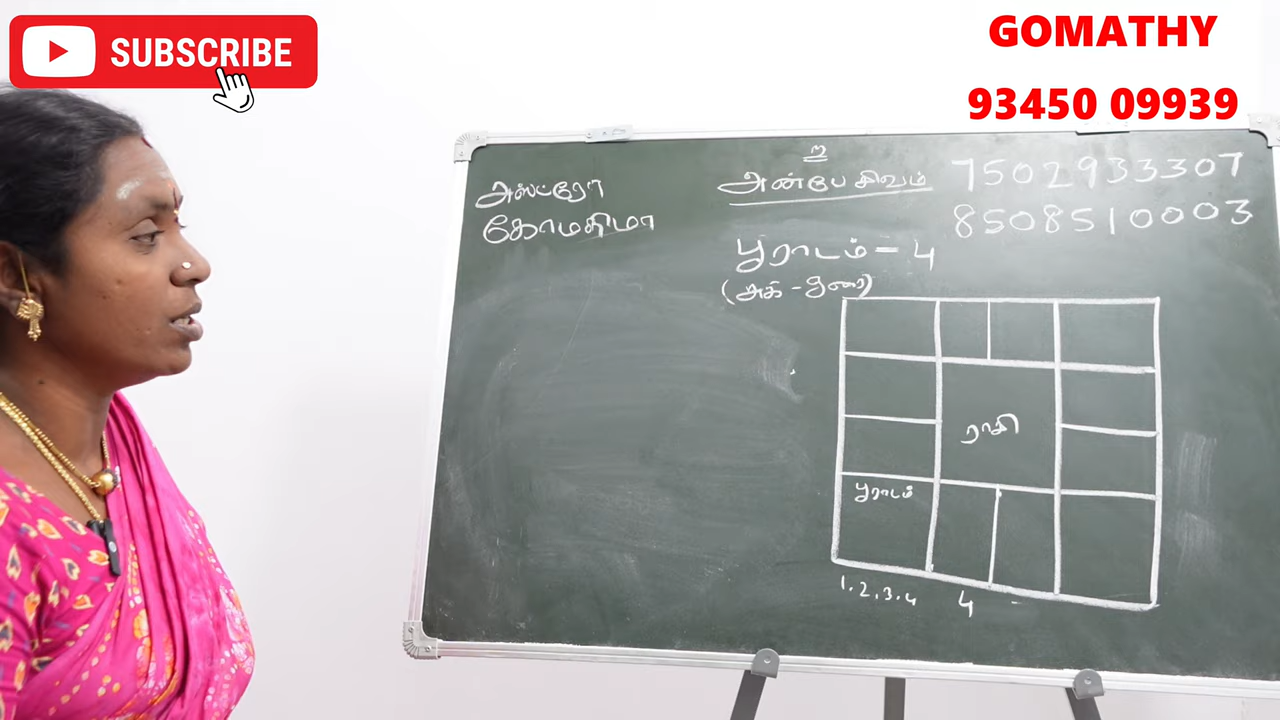 SUBSCRIBE
GOMATHY
93450 09939
அஸ்ட்ரோ
கோமதிமா
உ
அன்பே சிவம்
7502933307
8508510003
பூராடம் = 4
ராசி
பூராடம்
1.2.3.4
4